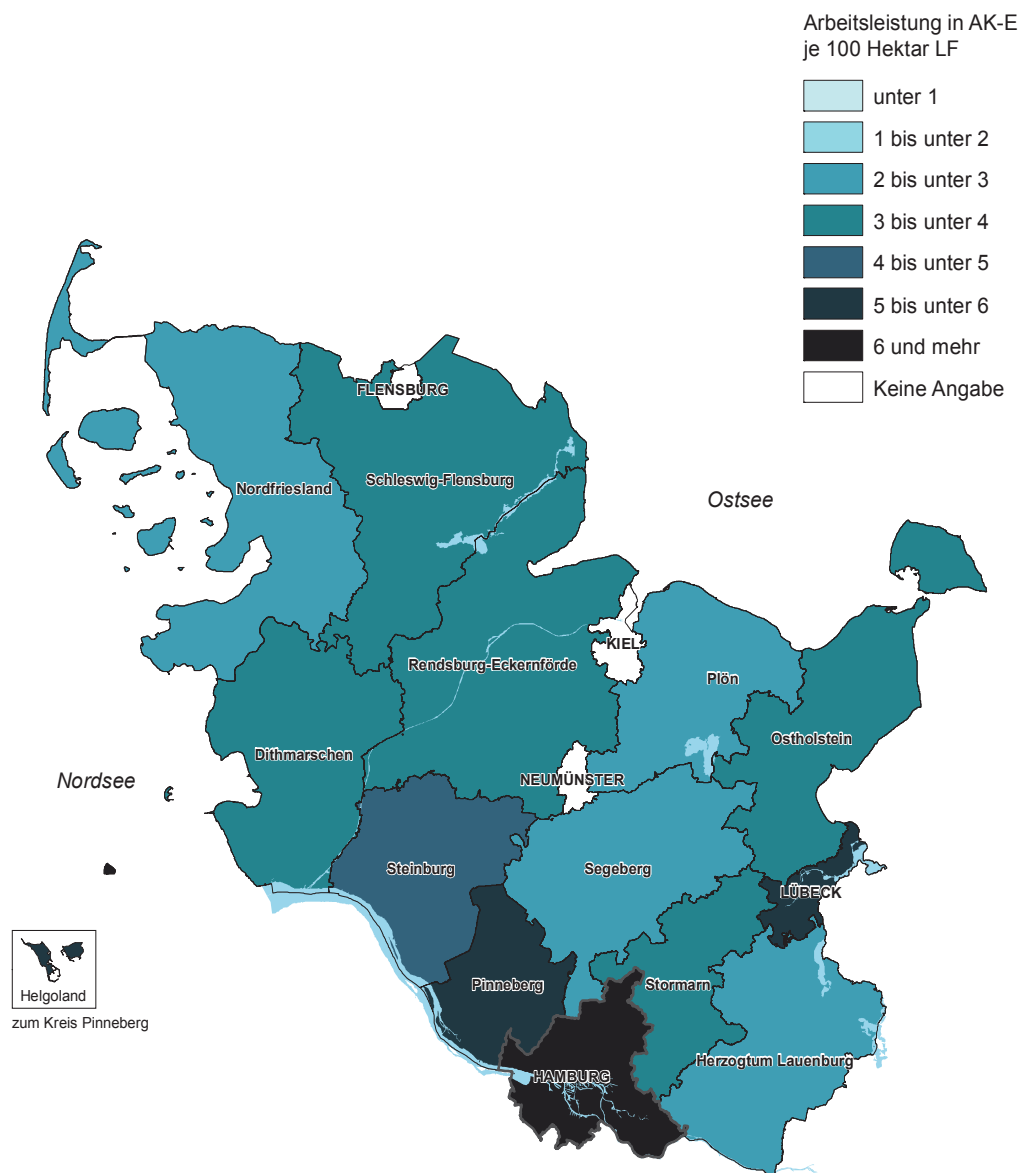 Arbeitsleistung in AK-E
je 100 Hektar LF
unter 1
1 bis unter 2
2 bis unter 3
3 bis unter 4
4 bis unter 5
5 bis unter 6
6 und mehr
Keine Angabe
FLENSBURG
Schleswig-Flensburg
Nordfriesland
Ostsee
KIEL
Rendsburg-Eckernförde
Plön
Ostholstein
Dithmarschen
Nordsee
NEUMÜNSTER
Steinburg
Segeberg
LÜBECK
Pinneberg
Stormarn
Helgoland
zum Kreis Pinneberg
Herzogtum Lauenburg
HAMBURG